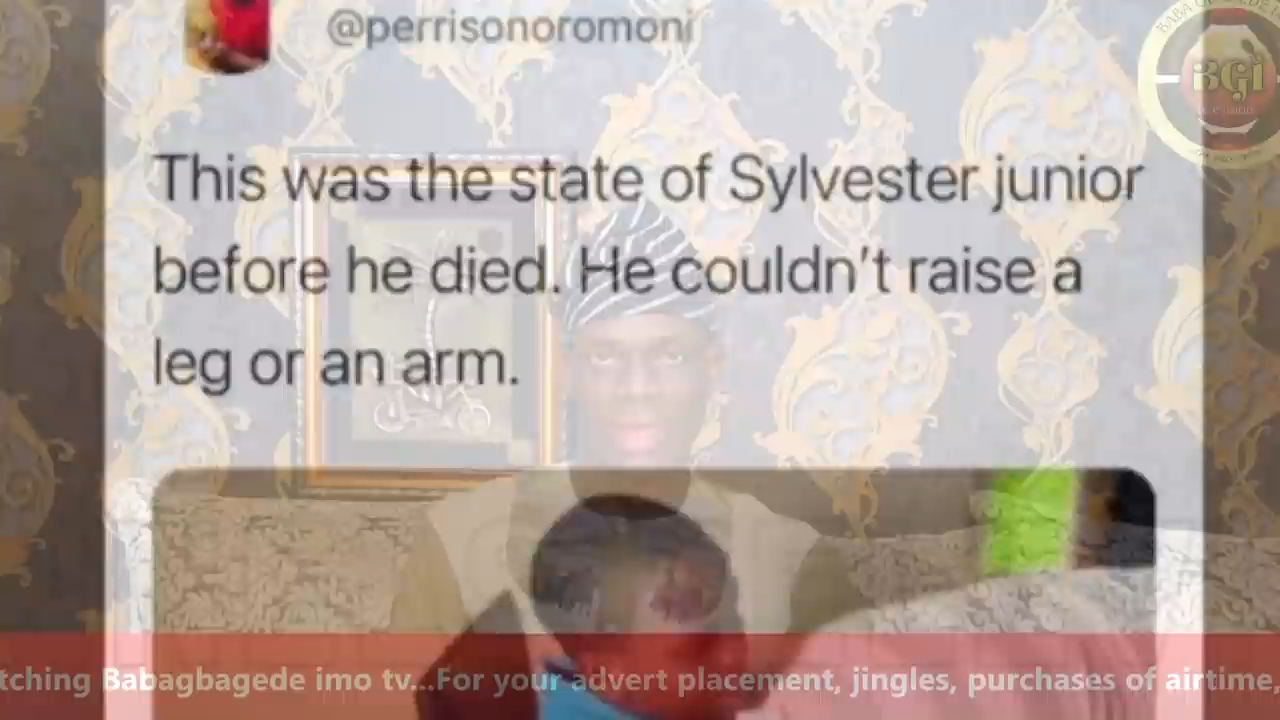 @perrisonoromoni
This was the state of Sylvester junior
before he died. He couldn't raise a
leg or an arm.
tching Babagbagede imo tv...For your advert placement, jingles, purchases of airtime,
BGI